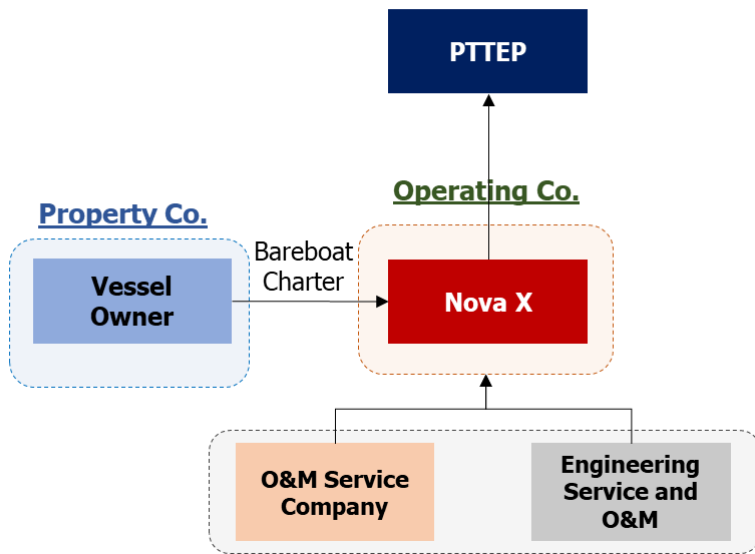 PTTEP
Operating Co.
Property Co.
Bareboat
Charter
Vessel
Owner
Nova X
O&M Service
Company
Engineering
Service and
O&M